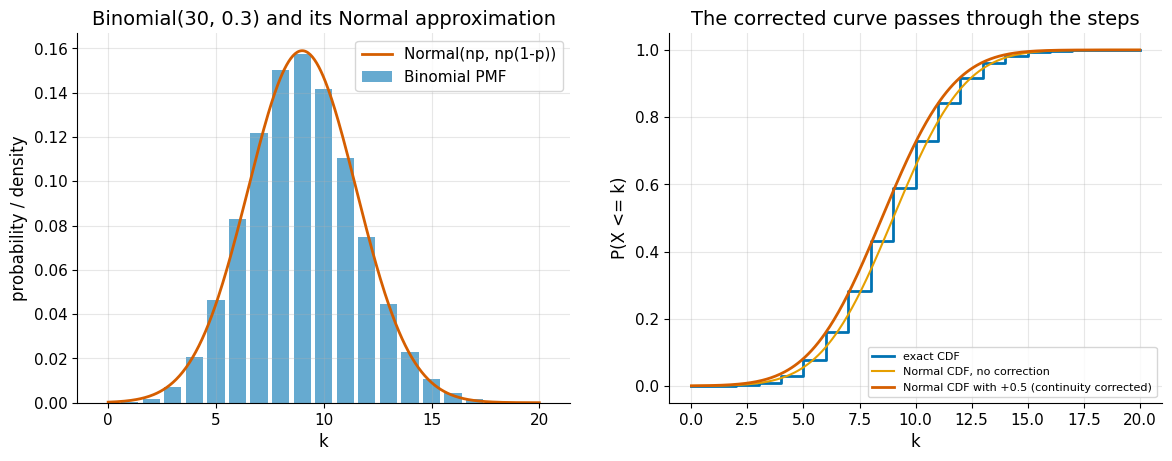 Binomial(30, 0.3) and its Normal approximation
Normal(np, np(1-p))
Binomial PMF
probability / density
0.16
0.14
0.12
0.10
0.08
0.06
0.04
0.02
0.00
0
5
10
15
20
k
The corrected curve passes through the steps
P(X <= k)
1.0
0.8
0.6
0.4
0.2
0.0
exact CDF
Normal CDF, no correction
Normal CDF with +0.5 (continuity corrected)
0.0
2.5
5.0
7.5
10.0
12.5
15.0
17.5
20.0
k